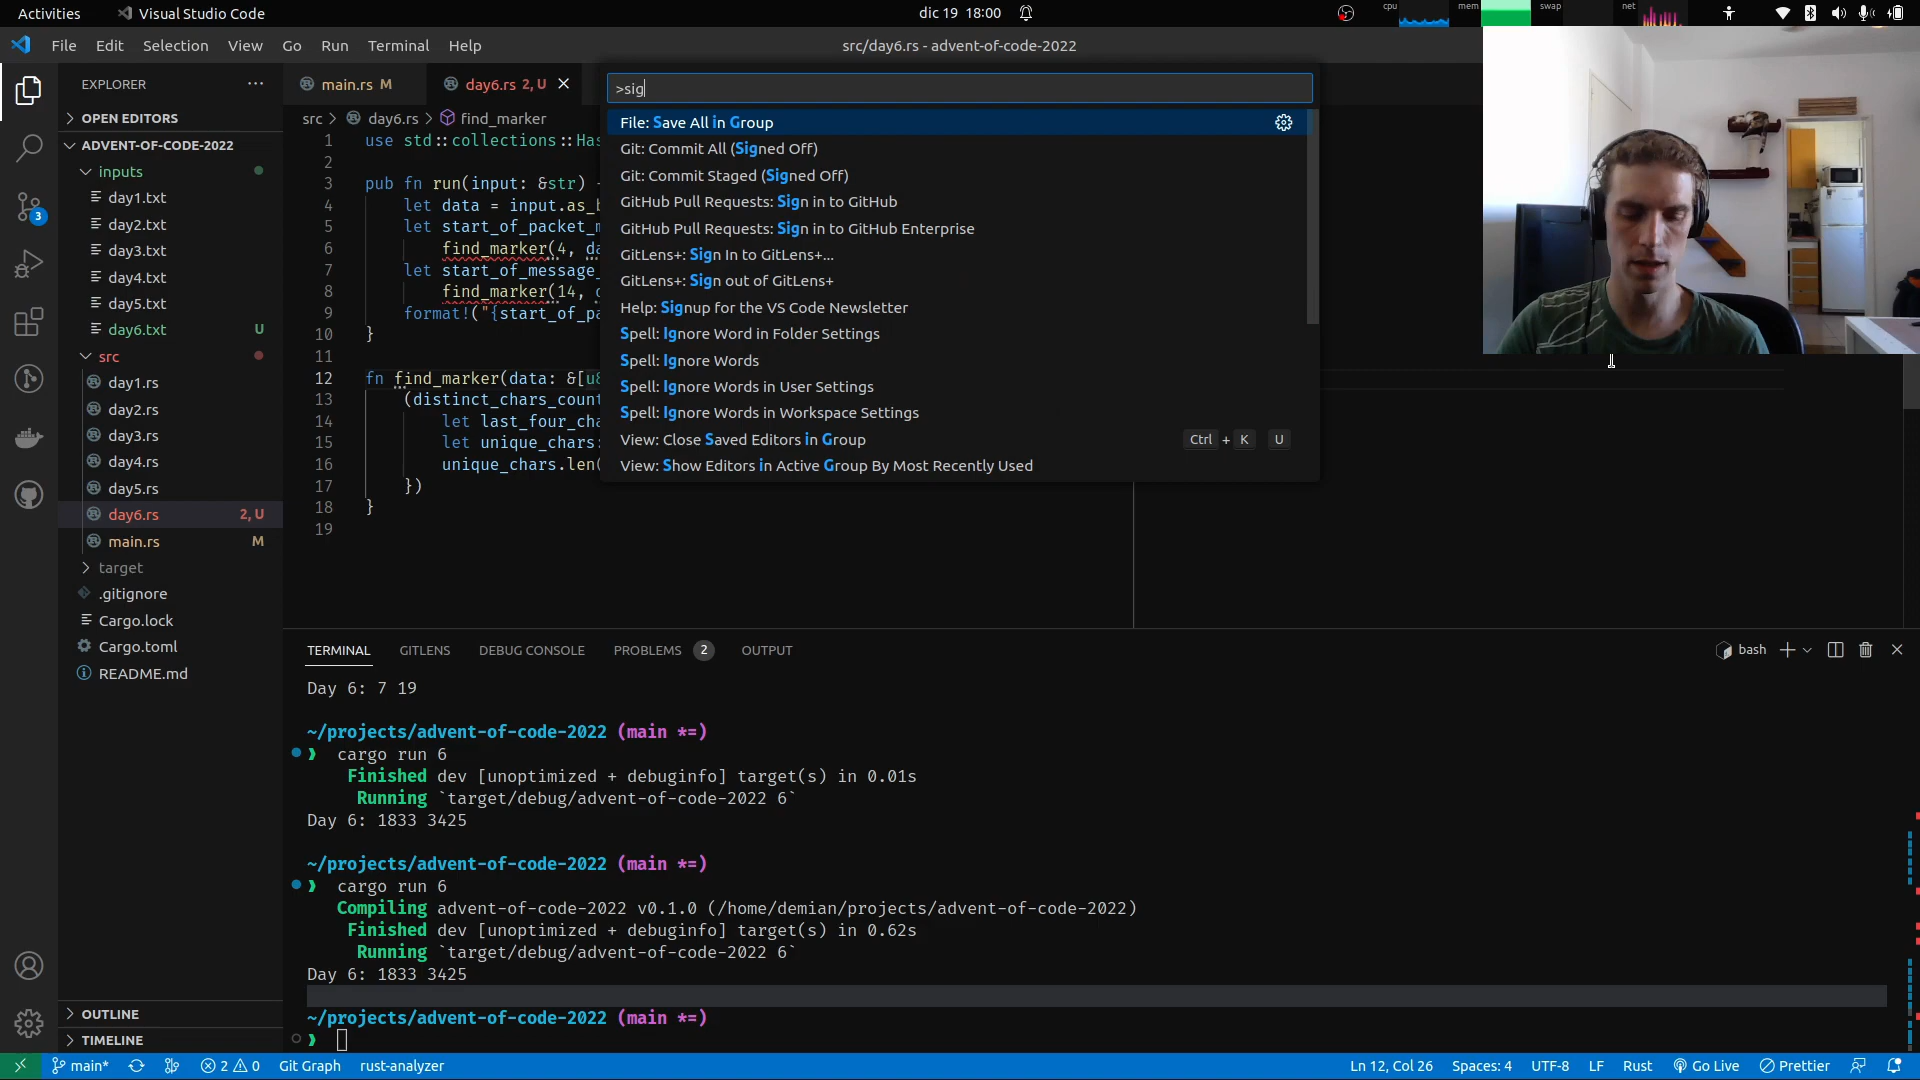 Activities
Visual Studio Code
dic 19 18:00
cpu
mem
swap
net
File Edit Selection View Go Run Terminal Help
src/day6.rs - advent-of-code-2022
EXPLORER
OPEN EDITORS
ADVENT-OF-CODE-2022
inputs
day1.txt
day2.txt
day3.txt
day4.txt
day5.txt
day6.txt U
src
day1.rs
day2.rs
day3.rs
day4.rs
day5.rs
day6.rs 2, U
main.rs M
target
.gitignore
Cargo.lock
Cargo.toml
README.md
OUTLINE
TIMELINE
3
main.rs M
day6.rs 2, U
src > day6.rs > find_marker
1 use std::collections::Has
2
3 pub fn run(input: &str) -
4 let data = input.as_b
5 let start_of_packet_m
6 find_marker(4, da
7 let start_of_message_
8 find_marker(14, d
9 format!("{start_of_pa
10 }
11
12 fn find_marker(data: &[u8
13 (distinct_chars_count
14 let last_four_cha
15 let unique_chars:
16 unique_chars.len(
17 })
18 }
19
>sig
File: Save All in Group
Git: Commit All (Signed Off)
Git: Commit Staged (Signed Off)
GitHub Pull Requests: Sign in to GitHub
GitHub Pull Requests: Sign in to GitHub Enterprise
GitLens+: Sign In to GitLens+...
GitLens+: Sign out of GitLens+
Help: Signup for the VS Code Newsletter
Spell: Ignore Word in Folder Settings
Spell: Ignore Words
Spell: Ignore Words in User Settings
Spell: Ignore Words in Workspace Settings
View: Close Saved Editors in Group Ctrl + K U
View: Show Editors in Active Group By Most Recently Used
TERMINAL GITLENS DEBUG CONSOLE PROBLEMS 2 OUTPUT
bash
Day 6: 7 19
~/projects/advent-of-code-2022 (main *=)
❱ cargo run 6
Finished dev [unoptimized + debuginfo] target(s) in 0.01s
Running `target/debug/advent-of-code-2022 6`
Day 6: 1833 3425
~/projects/advent-of-code-2022 (main *=)
❱ cargo run 6
Compiling advent-of-code-2022 v0.1.0 (/home/demian/projects/advent-of-code-2022)
Finished dev [unoptimized + debuginfo] target(s) in 0.62s
Running `target/debug/advent-of-code-2022 6`
Day 6: 1833 3425
~/projects/advent-of-code-2022 (main *=)
❱
main* 2 0 Git Graph rust-analyzer
Ln 12, Col 26 Spaces: 4 UTF-8 LF Rust Go Live Prettier